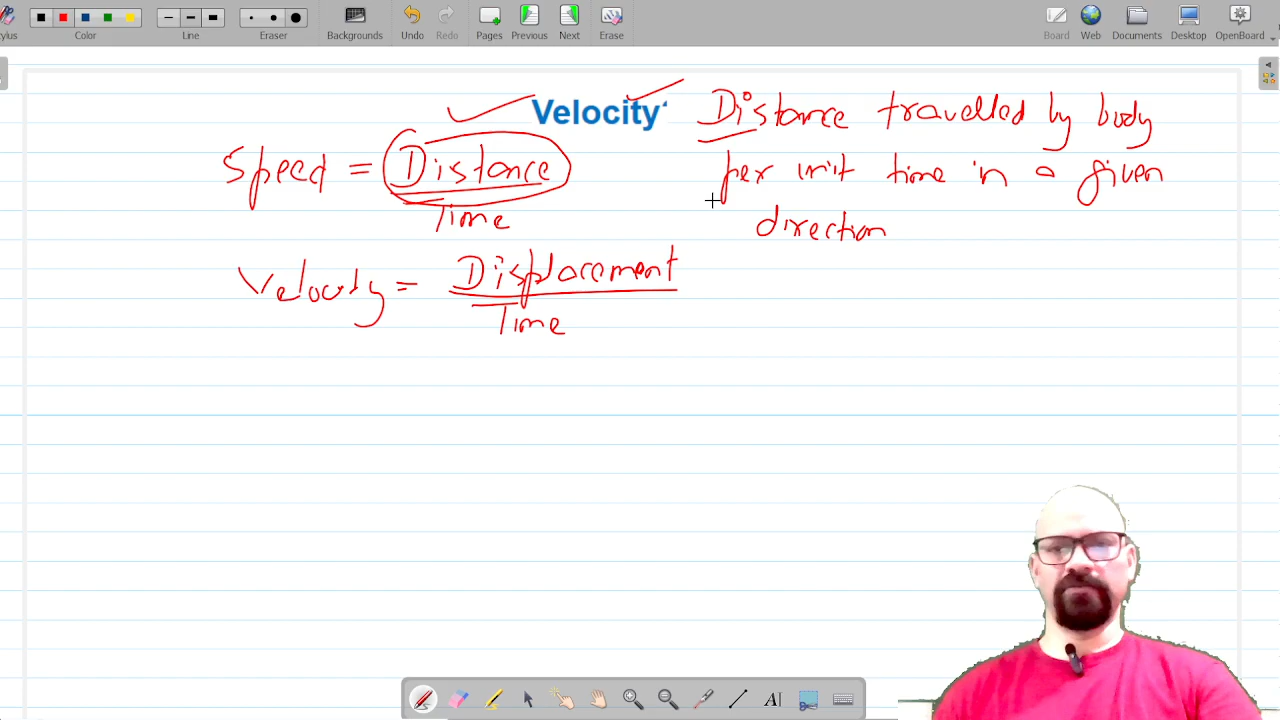 tylus
Color
Line
Eraser
Backgrounds
Undo
Redo
Pages
Previous
Next
Erase
Board
Web
Documents
Desktop
OpenBoard
Velocity
Speed = Distance
Time
Velocity = Displacement
Time
Distance travelled by body
per unit time in a given
direction